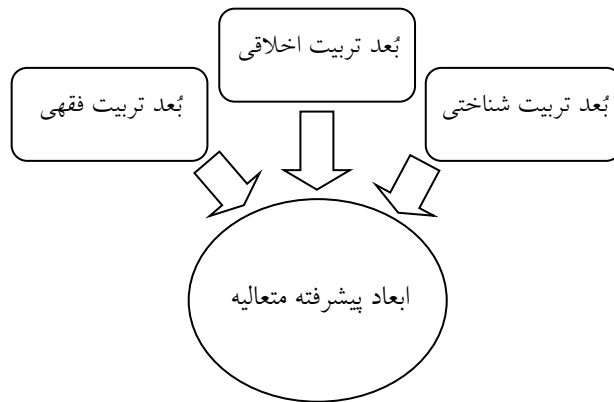 بُعد تربیت اخلاقی
بُعد تربیت شناختی
بُعد تربیت فقهی
ابعاد پیشرفته متعالیه